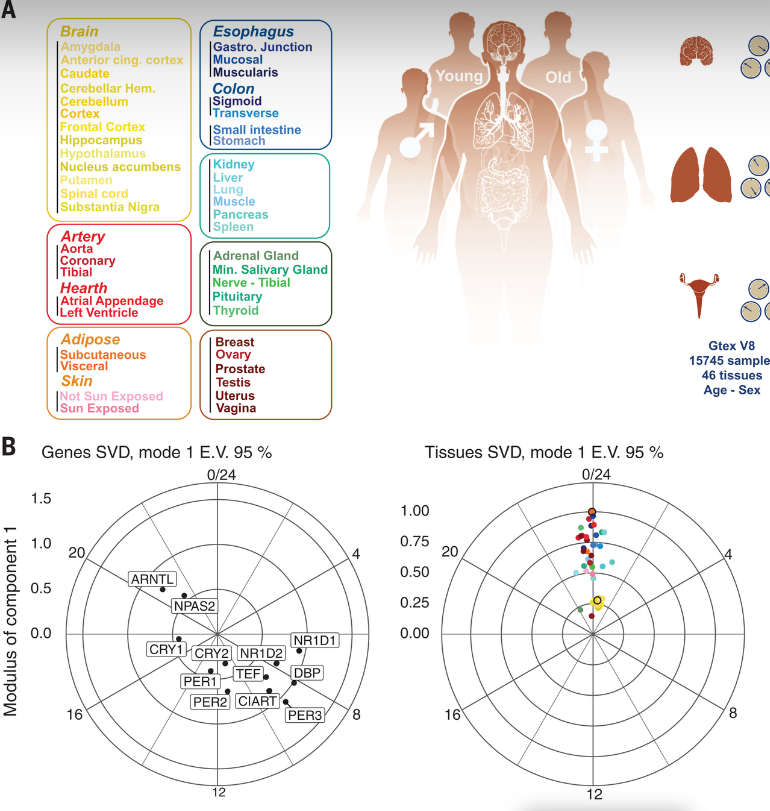 A
Brain
Amygdala
Anterior cing. cortex
Caudate
Cerebellar Hem.
Cerebellum
Cortex
Frontal Cortex
Hippocampus
Hypothalamus
Nucleus accumbens
Putamen
Spinal cord
Substantia Nigra
Artery
Aorta
Coronary
Tibial
Hearth
Atrial Appendage
Left Ventricle
Adipose
Subcutaneous
Visceral
Skin
Not Sun Exposed
Sun Exposed
Esophagus
Gastro. Junction
Mucosal
Muscularis
Colon
Sigmoid
Transverse
Small intestine
Stomach
Kidney
Liver
Lung
Muscle
Pancreas
Spleen
Adrenal Gland
Min. Salivary Gland
Nerve - Tibial
Pituitary
Thyroid
Breast
Ovary
Prostate
Testis
Uterus
Vagina
Young
Old
Gtex V8
15745 sample
46 tissues
Age - Sex
B
Genes SVD, mode 1 E.V. 95 %
0/24
1.5
1.0
0.5
0.0
Modulus of component 1
20
4
ARNTL
NPAS2
CRY1
CRY2
NR1D2
NR1D1
PER1
TEF
DBP
PER2
CIART
PER3
16
8
12
Tissues SVD, mode 1 E.V. 95 %
0/24
1.00
0.75
0.50
0.25
0.00
20
4
16
8
12